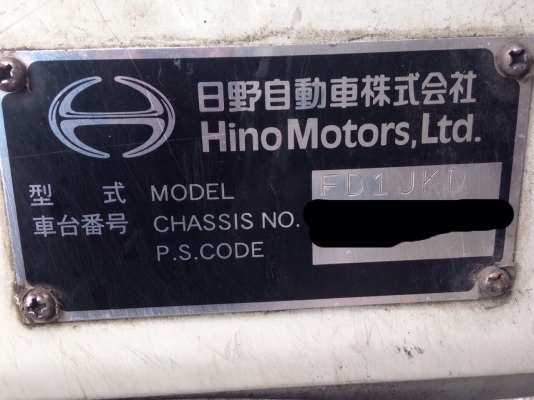 日野自動車株式会社
Hino Motors, Ltd.
型 式 MODEL FD1JKD
車台番号 CHASSIS NO.
P.S.CODE